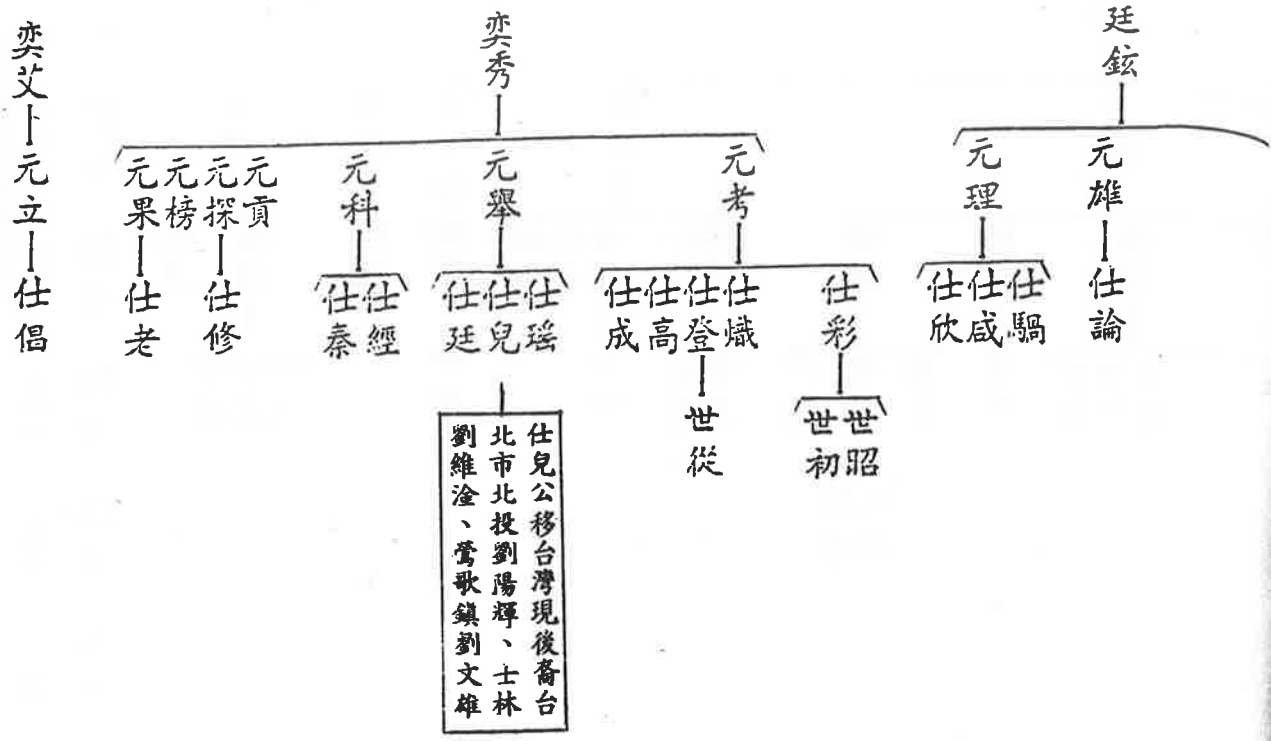 廷鉉
元雄
仕論
元理
仕騧
仕咸
仕欣
奕秀
元考
仕彩
世昭
世初
仕熾
仕登
世從
仕高
仕成
元舉
仕瑤
仕兒
仕廷
仕兒公移台灣現後裔台
北市北投劉陽輝、士林
劉維淦、鶯歌鎮劉文雄
元科
仕經
仕秦
元貢
元探
仕修
元榜
元果
仕老
奕艾
元立
仕倡